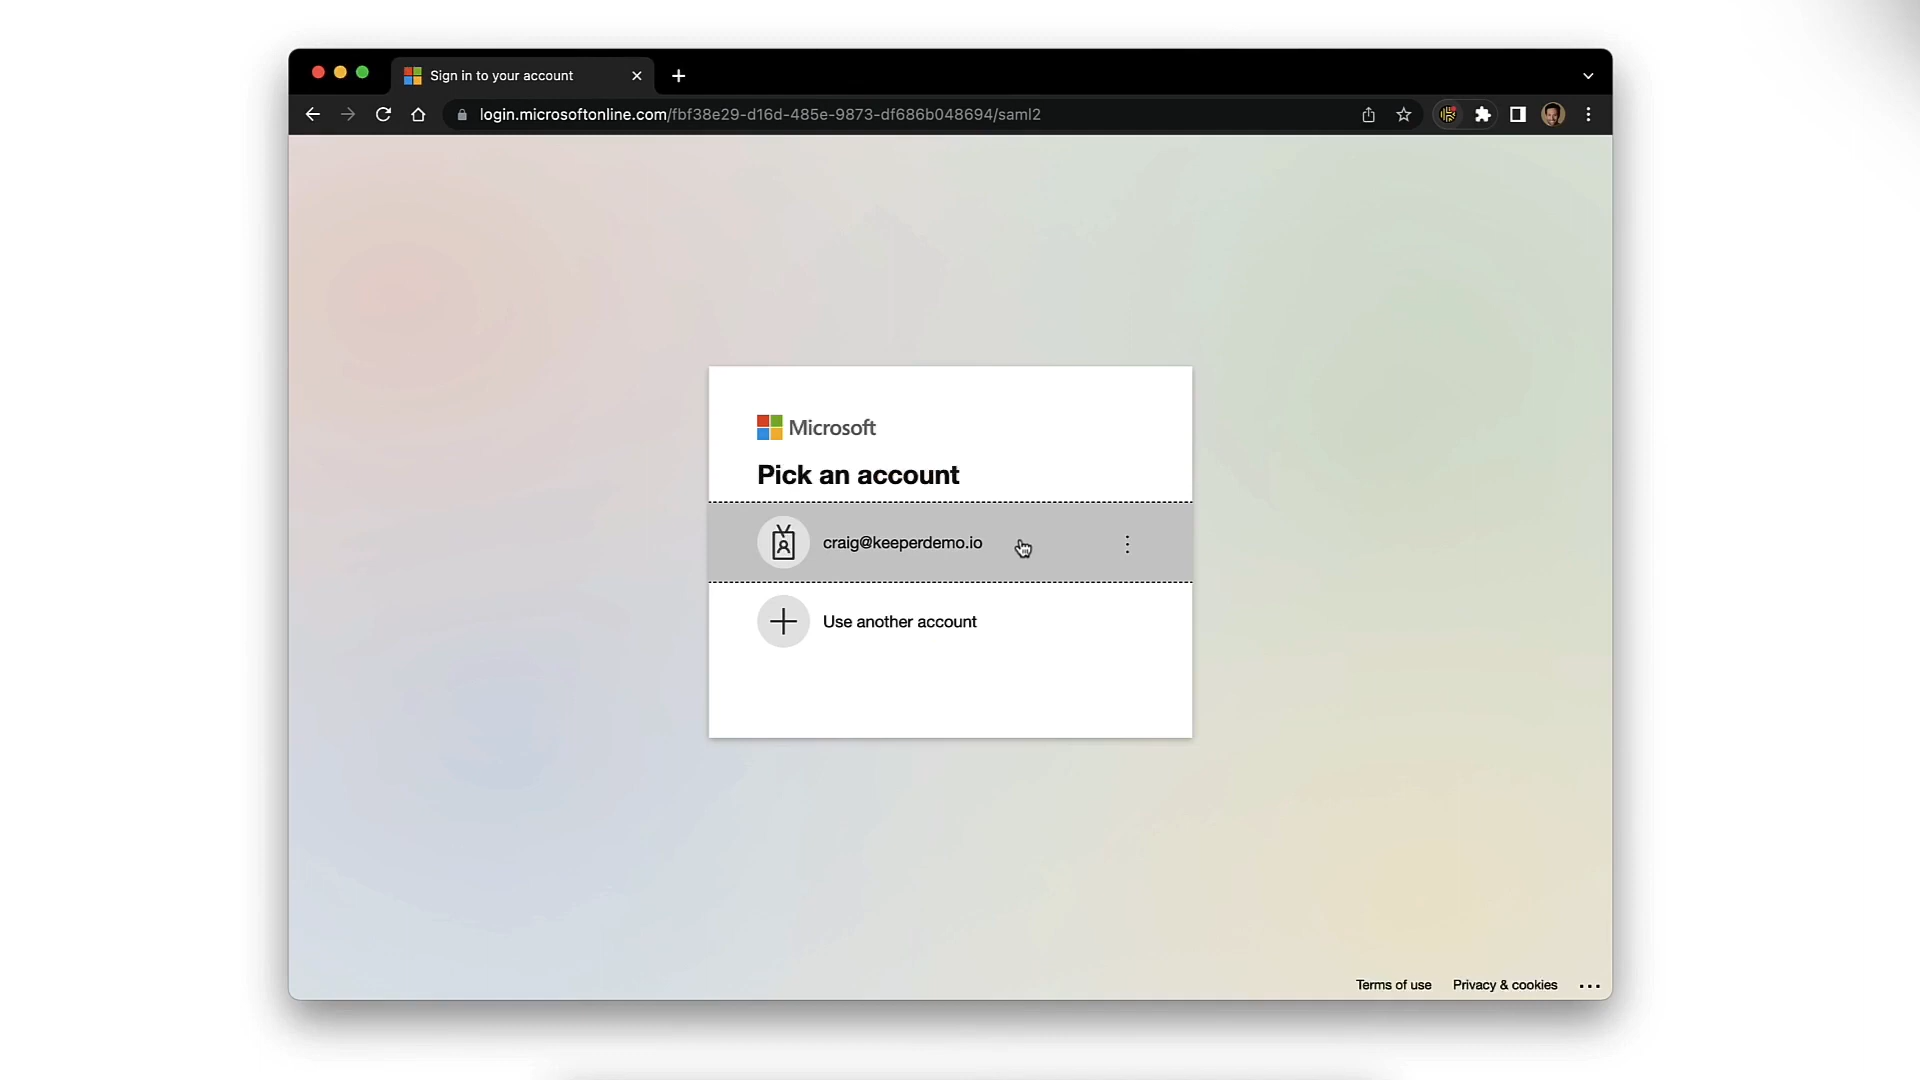 Sign in to your account
login.microsoftonline.com/fbf38e29-d16d-485e-9873-df686b048694/saml2
Microsoft
Pick an account
craig@keeperdemo.io
Use another account
Terms of use Privacy & cookies